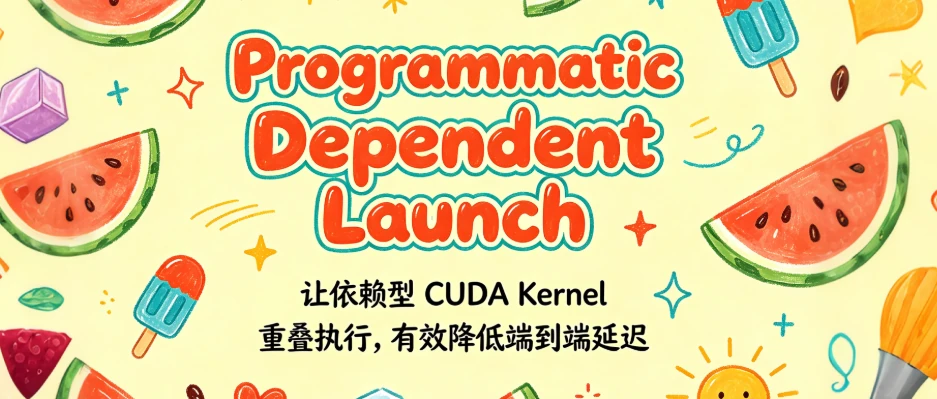 Programmatic
Dependent
Launch
让依赖型 CUDA Kernel
重叠执行, 有效降低端到端延迟